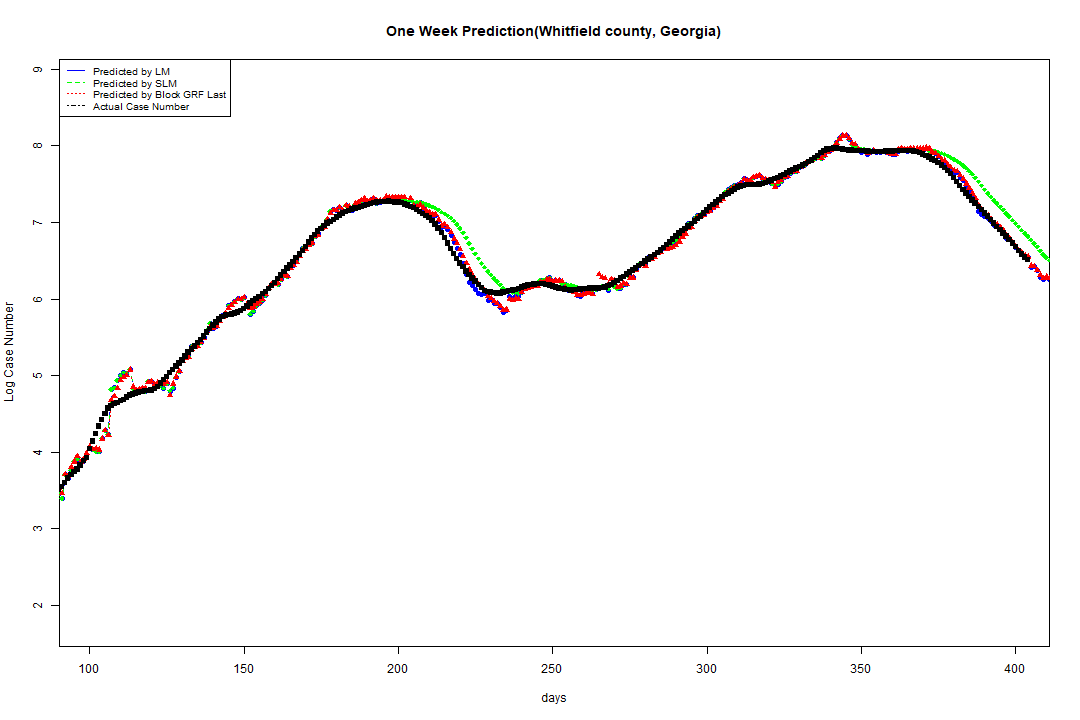 One Week Prediction(Whitfield county, Georgia)
Predicted by LM
Predicted by SLM
Predicted by Block GRF Last
Actual Case Number
9
8
7
6
5
4
3
2
Log Case Number
100 150 200 250 300 350 400
days